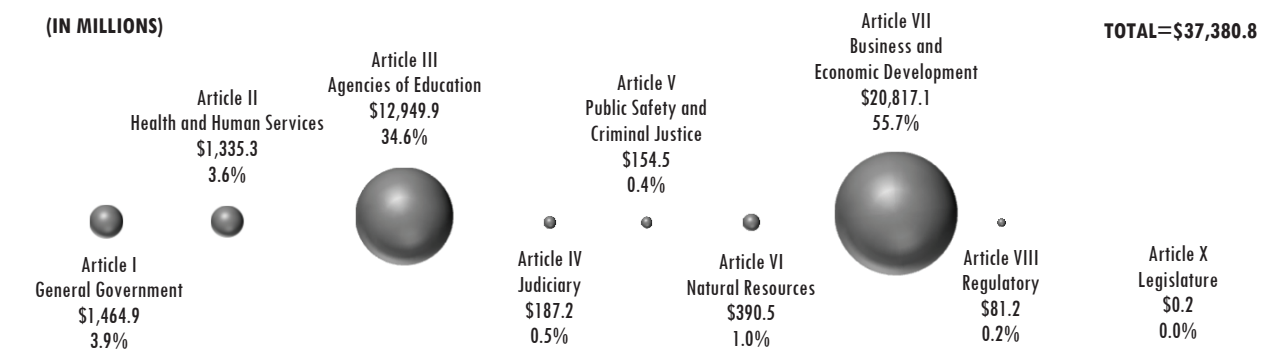 (IN MILLIONS)
TOTAL=$37,380.8
Article I
General Government
$1,464.9
3.9%
Article II
Health and Human Services
$1,335.3
3.6%
Article III
Agencies of Education
$12,949.9
34.6%
Article IV
Judiciary
$187.2
0.5%
Article V
Public Safety and
Criminal Justice
$154.5
0.4%
Article VI
Natural Resources
$390.5
1.0%
Article VII
Business and
Economic Development
$20,817.1
55.7%
Article VIII
Regulatory
$81.2
0.2%
Article X
Legislature
$0.2
0.0%